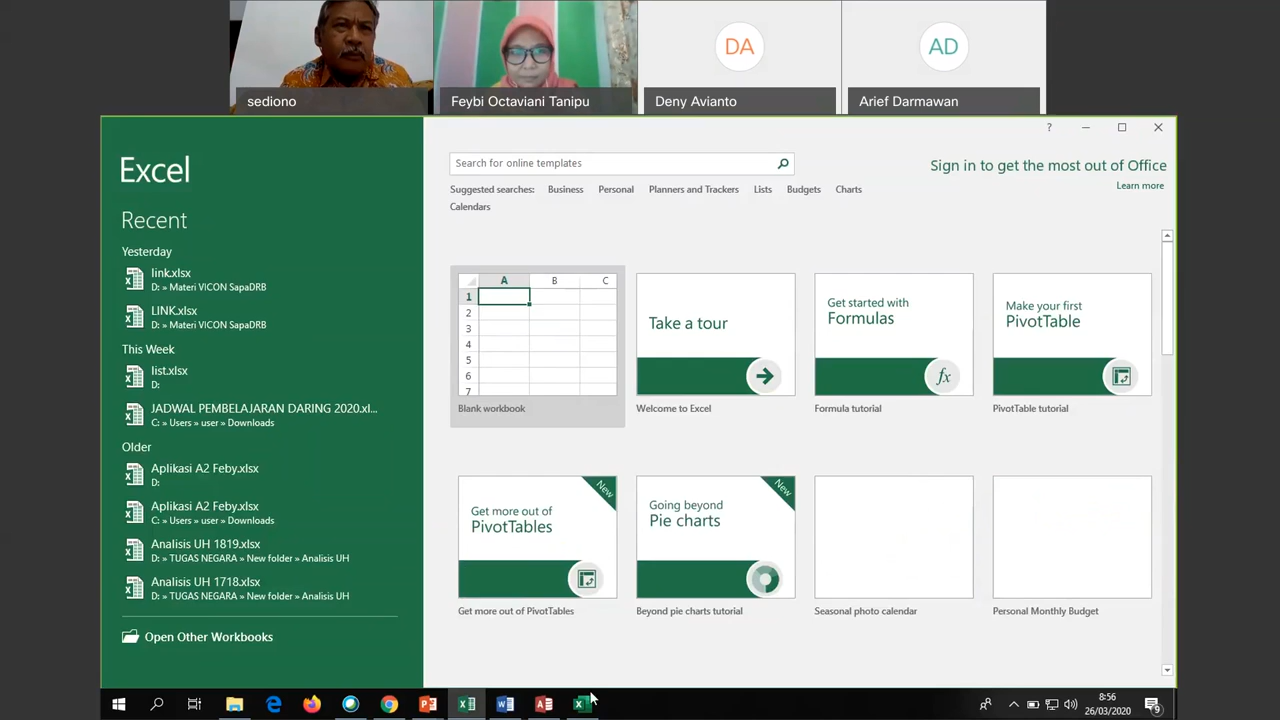 DA
AD
sediono
Feybi Octaviani Tanipu
Deny Avianto
Arief Darmawan
?
Excel
Search for online templates
Sign in to get the most out of Office
Learn more
Suggested searches: Business Personal Planners and Trackers Lists Budgets Charts
Calendars
Recent
Yesterday
link.xlsx
D: » Materi VICON SapaDRB
LINK.xlsx
D: » Materi VICON SapaDRB
This Week
list.xlsx
D:
JADWAL PEMBELAJARAN DARING 2020.xl...
C: » Users » user » Downloads
Older
Aplikasi A2 Feby.xlsx
D:
Aplikasi A2 Feby.xlsx
C: » Users » user » Downloads
Analisis UH 1819.xlsx
D: » TUGAS NEGARA » New folder » Analisis UH
Analisis UH 1718.xlsx
D: » TUGAS NEGARA » New folder » Analisis UH
Open Other Workbooks
A B C
1
2
3
4
5
6
7
Blank workbook
Take a tour
Welcome to Excel
Get started with
Formulas
fx
Formula tutorial
Make your first
PivotTable
PivotTable tutorial
New
Get more out of
PivotTables
Get more out of PivotTables
New
Going beyond
Pie charts
Beyond pie charts tutorial
Seasonal photo calendar
Personal Monthly Budget
8:56
26/03/2020
9